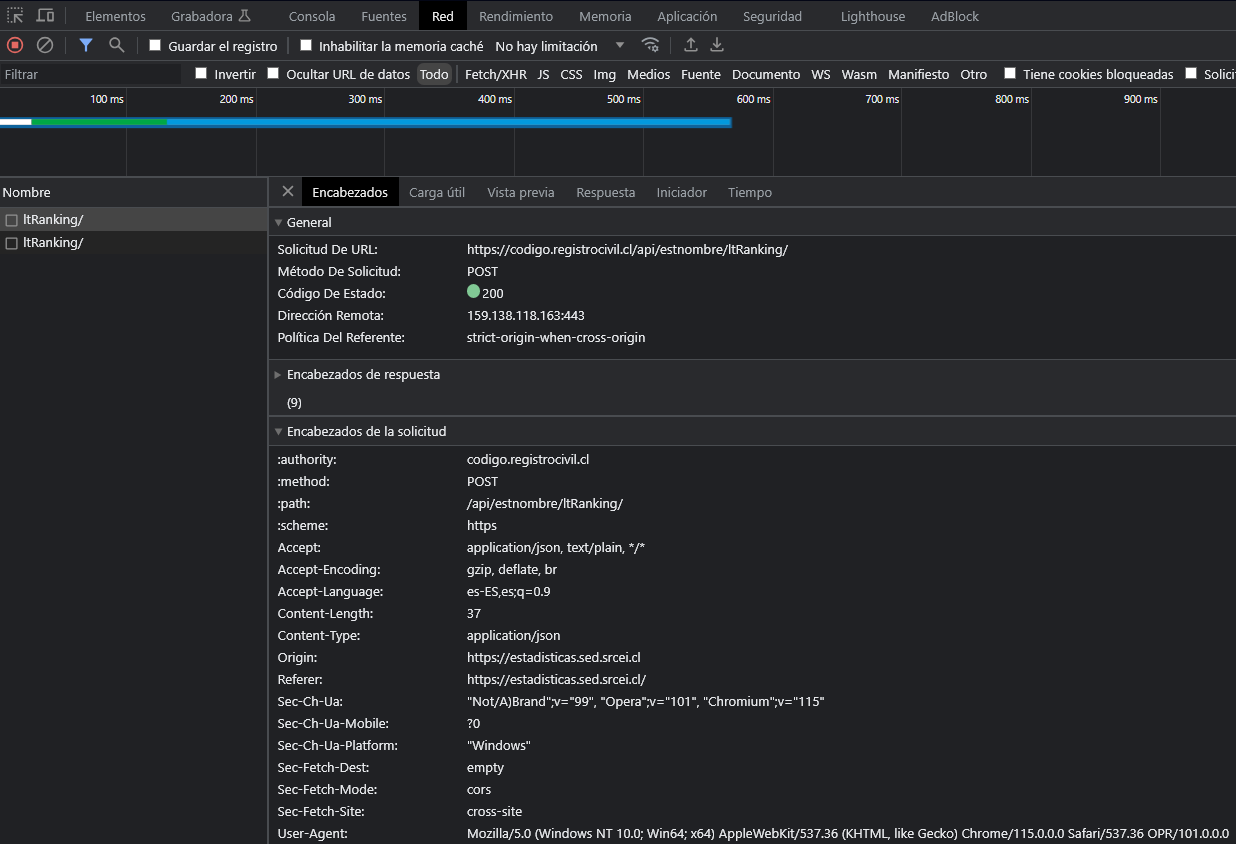 Elementos Grabadora Consola Fuentes Red Rendimiento Memoria Aplicación Seguridad Lighthouse AdBlock
Guardar el registro Inhabilitar la memoria caché No hay limitación
Filtrar Invertir Ocultar URL de datos Todo Fetch/XHR JS CSS Img Medios Fuente Documento WS Wasm Manifiesto Otro Tiene cookies bloqueadas Solici
100 ms 200 ms 300 ms 400 ms 500 ms 600 ms 700 ms 800 ms 900 ms
Nombre
ltRanking/
ltRanking/
Encabezados Carga útil Vista previa Respuesta Iniciador Tiempo
General
Solicitud De URL: https://codigo.registrocivil.cl/api/estnombre/ltRanking/
Método De Solicitud: POST
Código De Estado: 200
Dirección Remota: 159.138.118.163:443
Política Del Referente: strict-origin-when-cross-origin
Encabezados de respuesta
(9)
Encabezados de la solicitud
:authority: codigo.registrocivil.cl
:method: POST
:path: /api/estnombre/ltRanking/
:scheme: https
Accept: application/json, text/plain, */*
Accept-Encoding: gzip, deflate, br
Accept-Language: es-ES,es;q=0.9
Content-Length: 37
Content-Type: application/json
Origin: https://estadisticas.sed.srcei.cl
Referer: https://estadisticas.sed.srcei.cl/
Sec-Ch-Ua: "Not/A)Brand";v="99", "Opera";v="101", "Chromium";v="115"
Sec-Ch-Ua-Mobile: ?0
Sec-Ch-Ua-Platform: "Windows"
Sec-Fetch-Dest: empty
Sec-Fetch-Mode: cors
Sec-Fetch-Site: cross-site
User-Agent: Mozilla/5.0 (Windows NT 10.0; Win64; x64) AppleWebKit/537.36 (KHTML, like Gecko) Chrome/115.0.0.0 Safari/537.36 OPR/101.0.0.0